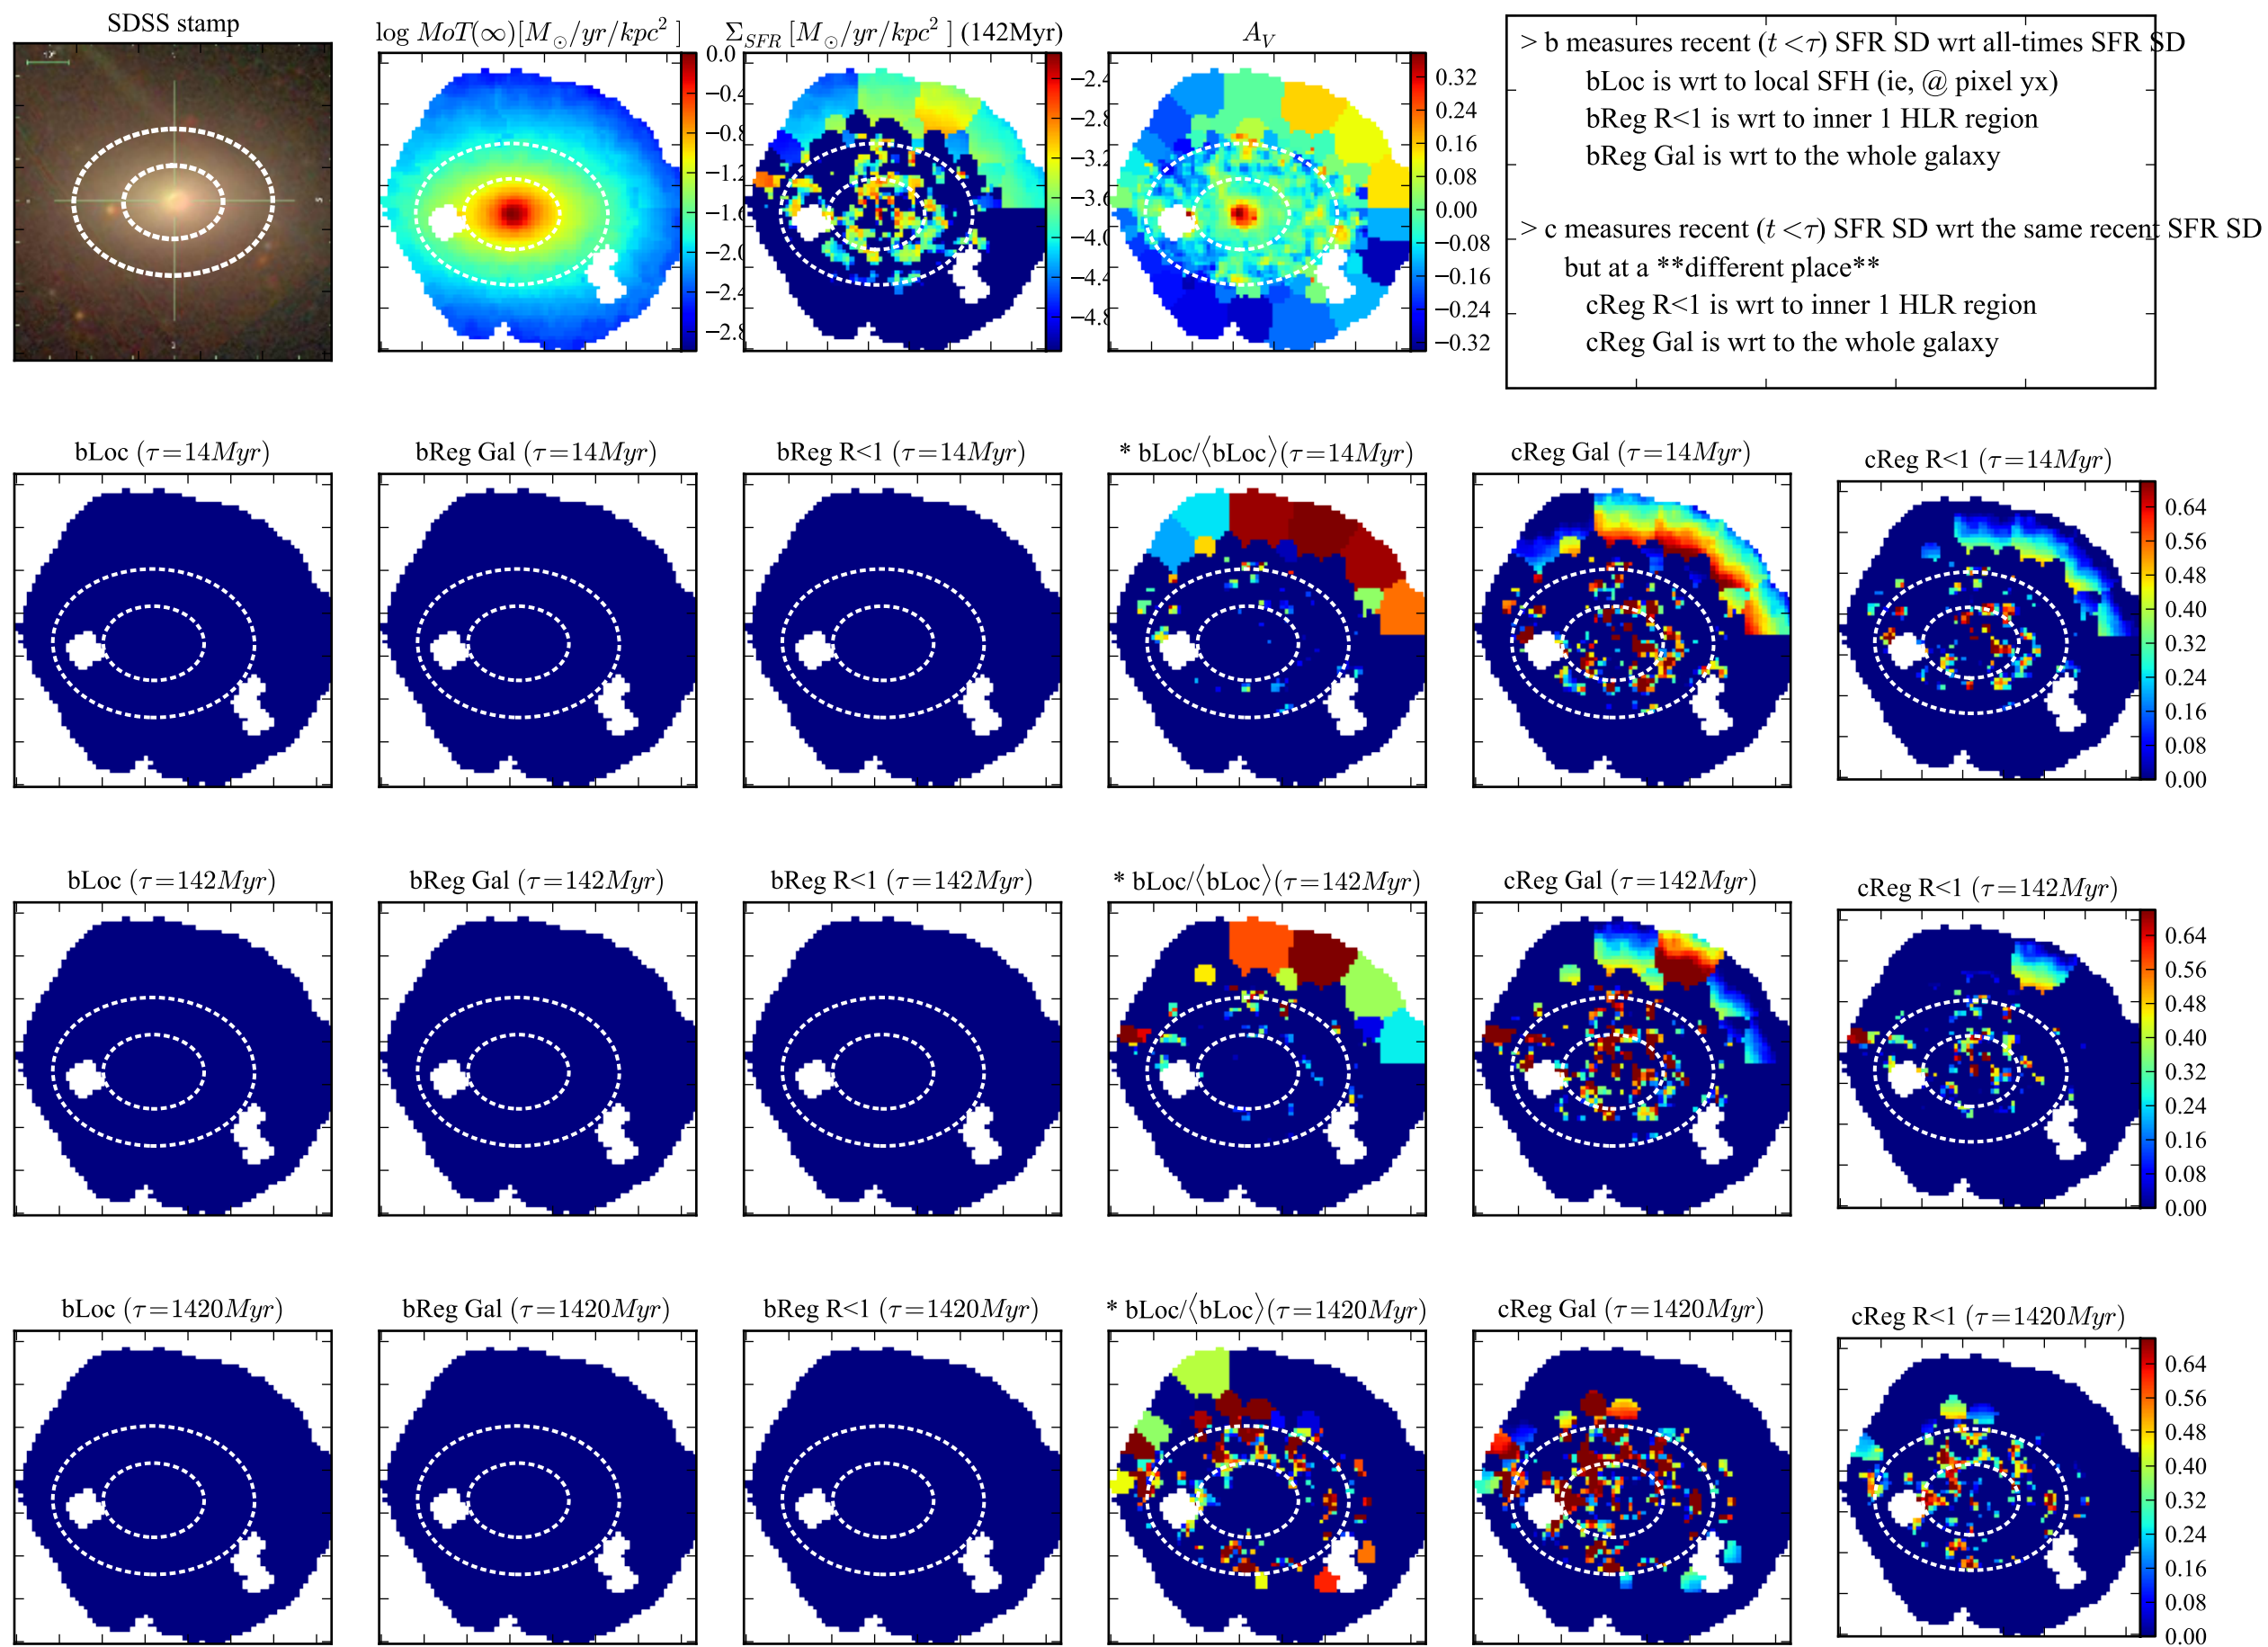 SDSS stamp
log MoT(∞)[M☉/yr/kpc²]
Σ_SFR [M☉/yr/kpc²] (142Myr)
A_V
0.0
−0.4
−0.8
−1.2
−1.6
−2.0
−2.4
−2.8
−2.4
−2.8
−3.2
−3.6
−4.0
−4.4
−4.8
0.32
0.24
0.16
0.08
0.00
−0.08
−0.16
−0.24
−0.32
> b measures recent (t <τ) SFR SD wrt all-times SFR SD
bLoc is wrt to local SFH (ie, @ pixel yx)
bReg R<1 is wrt to inner 1 HLR region
bReg Gal is wrt to the whole galaxy
> c measures recent (t <τ) SFR SD wrt the same recent SFR SD
but at a **different place**
cReg R<1 is wrt to inner 1 HLR region
cReg Gal is wrt to the whole galaxy
bLoc (τ=14Myr)
bReg Gal (τ=14Myr)
bReg R<1 (τ=14Myr)
* bLoc/⟨bLoc⟩(τ=14Myr)
cReg Gal (τ=14Myr)
cReg R<1 (τ=14Myr)
0.64
0.56
0.48
0.40
0.32
0.24
0.16
0.08
0.00
bLoc (τ=142Myr)
bReg Gal (τ=142Myr)
bReg R<1 (τ=142Myr)
* bLoc/⟨bLoc⟩(τ=142Myr)
cReg Gal (τ=142Myr)
cReg R<1 (τ=142Myr)
0.64
0.56
0.48
0.40
0.32
0.24
0.16
0.08
0.00
bLoc (τ=1420Myr)
bReg Gal (τ=1420Myr)
bReg R<1 (τ=1420Myr)
* bLoc/⟨bLoc⟩(τ=1420Myr)
cReg Gal (τ=1420Myr)
cReg R<1 (τ=1420Myr)
0.64
0.56
0.48
0.40
0.32
0.24
0.16
0.08
0.00